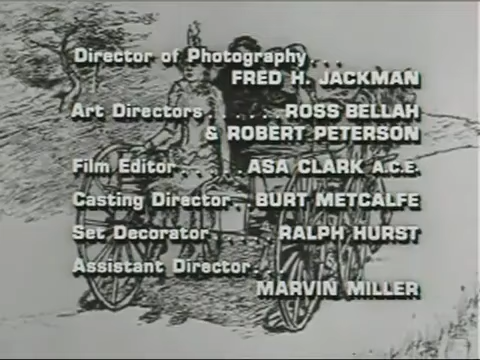 Director of Photography . . .
FRED H. JACKMAN
Art Directors . . . . . . ROSS BELLAH
& ROBERT PETERSON
Film Editor . . . . . ASA CLARK A.C.E.
Casting Director . . BURT METCALFE
Set Decorator . . . . . RALPH HURST
Assistant Director . . .
MARVIN MILLER